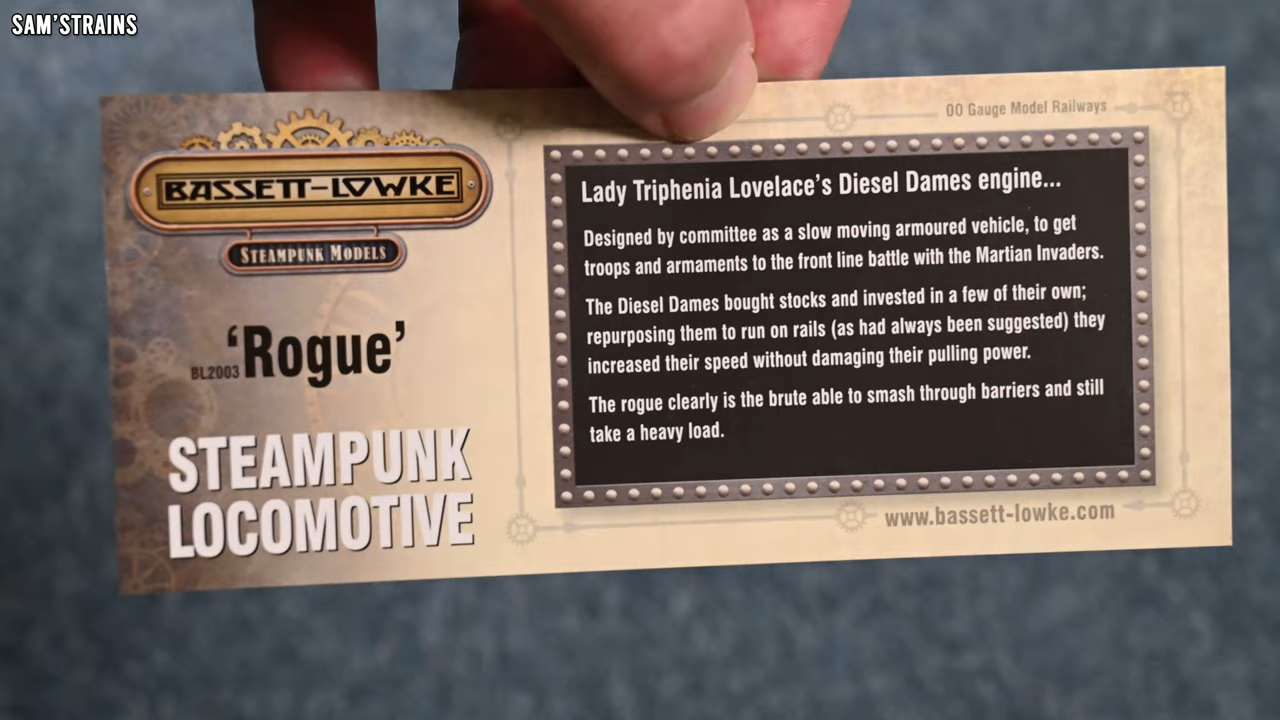 SAM'STRAINS
OO Gauge Model Railways
BASSETT-LOWKE
STEAMPUNK MODELS
BL2003 'Rogue'
STEAMPUNK
LOCOMOTIVE
Lady Triphenia Lovelace's Diesel Dames engine...
Designed by committee as a slow moving armoured vehicle, to get
troops and armaments to the front line battle with the Martian Invaders.
The Diesel Dames bought stocks and invested in a few of their own;
repurposing them to run on rails (as had always been suggested) they
increased their speed without damaging their pulling power.
The rogue clearly is the brute able to smash through barriers and still
take a heavy load.
www.bassett-lowke.com